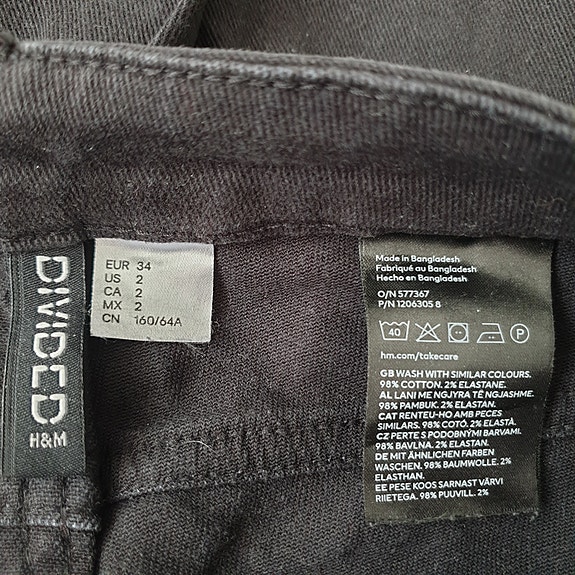 DIVIDED
H&M
EUR 34
US 2
CA 2
MX 2
CN 160/64A
Made in Bangladesh
Fabriqué au Bangladesh
Hecho en Bangladesh
O/N 577367
P/N 1206305 8
40 P
hm.com/takecare
GB WASH WITH SIMILAR COLOURS.
98% COTTON. 2% ELASTANE.
AL LANI ME NGJYRA TË NGJASHME.
98% PAMBUK. 2% ELASTAN.
CAT RENTEU-HO AMB PECES
SIMILARS. 98% COTÓ. 2% ELASTÀ.
CZ PERTE S PODOBNÝMI BARVAMI.
98% BAVLNA. 2% ELASTAN.
DE MIT ÄHNLICHEN FARBEN
WASCHEN. 98% BAUMWOLLE. 2%
ELASTHAN.
EE PESE KOOS SARNAST VÄRVI
RIIETEGA. 98% PUUVILL. 2%